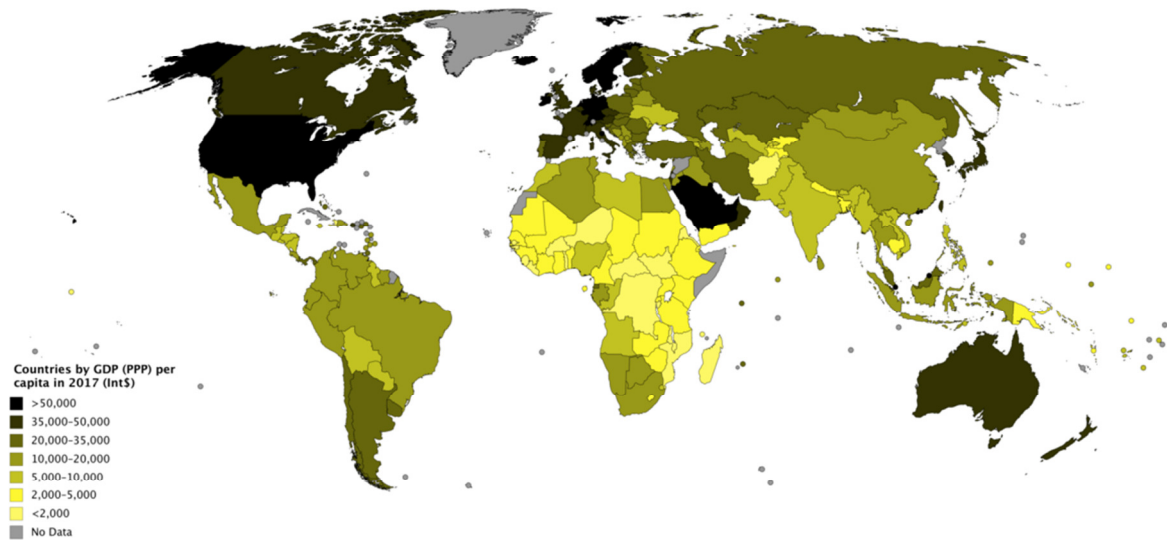 Countries by GDP (PPP) per
capita in 2017 (Int$)
>50,000
35,000–50,000
20,000–35,000
10,000–20,000
5,000–10,000
2,000–5,000
<2,000
No Data